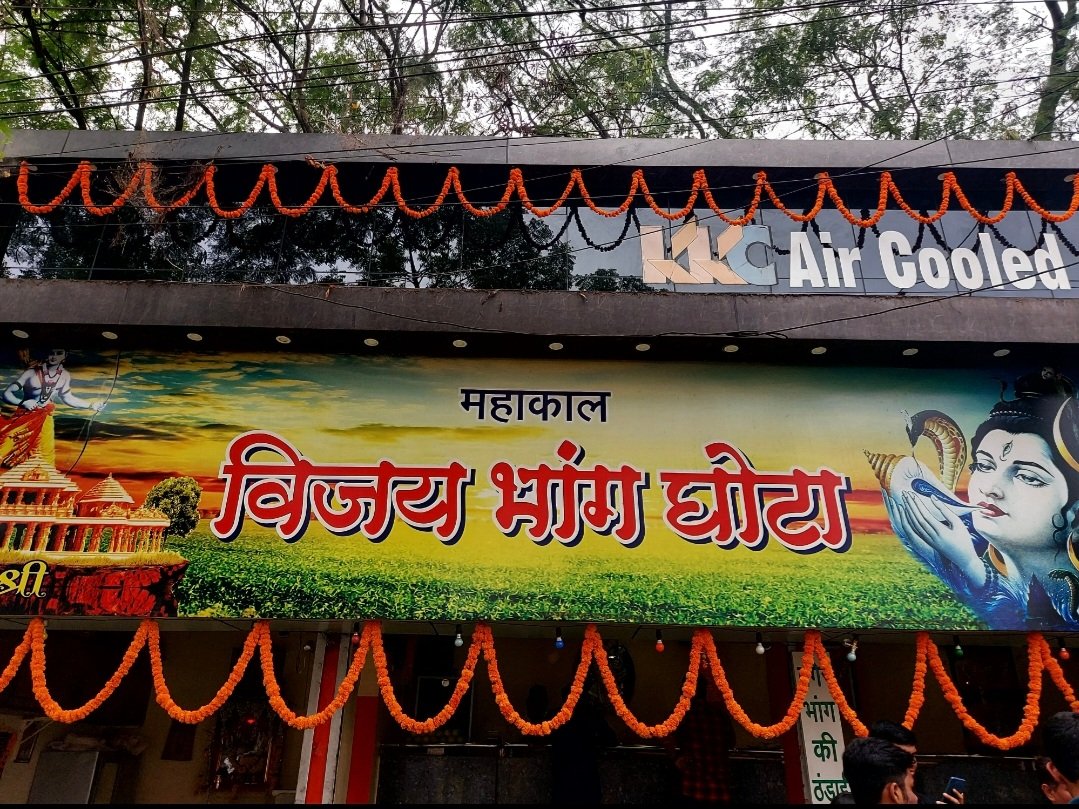 KKC Air Cooled
महाकाल
विजय भांग घोटा
श्री
भांग
की
ठंडाई